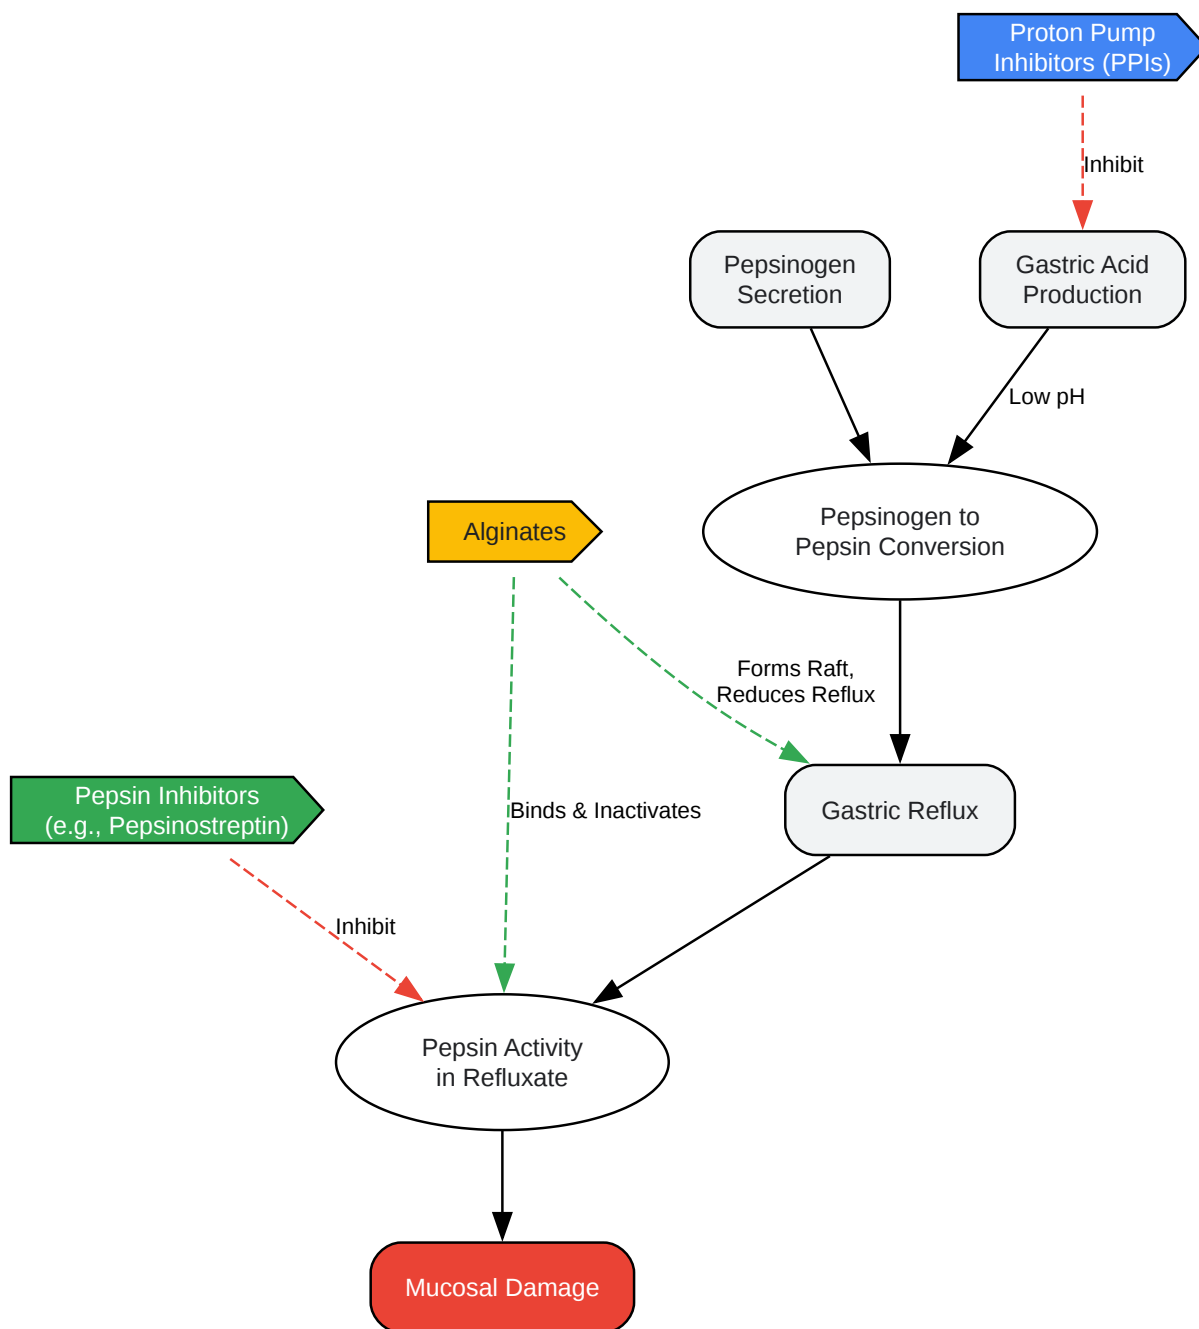 Proton Pump
Inhibitors (PPIs)
Inhibit
Pepsinogen
Secretion
Gastric Acid
Production
Low pH
Pepsinogen to
Pepsin Conversion
Alginates
Forms Raft,
Reduces Reflux
Pepsin Inhibitors
(e.g., Pepsinostreptin)
Binds & Inactivates
Gastric Reflux
Inhibit
Pepsin Activity
in Refluxate
Mucosal Damage